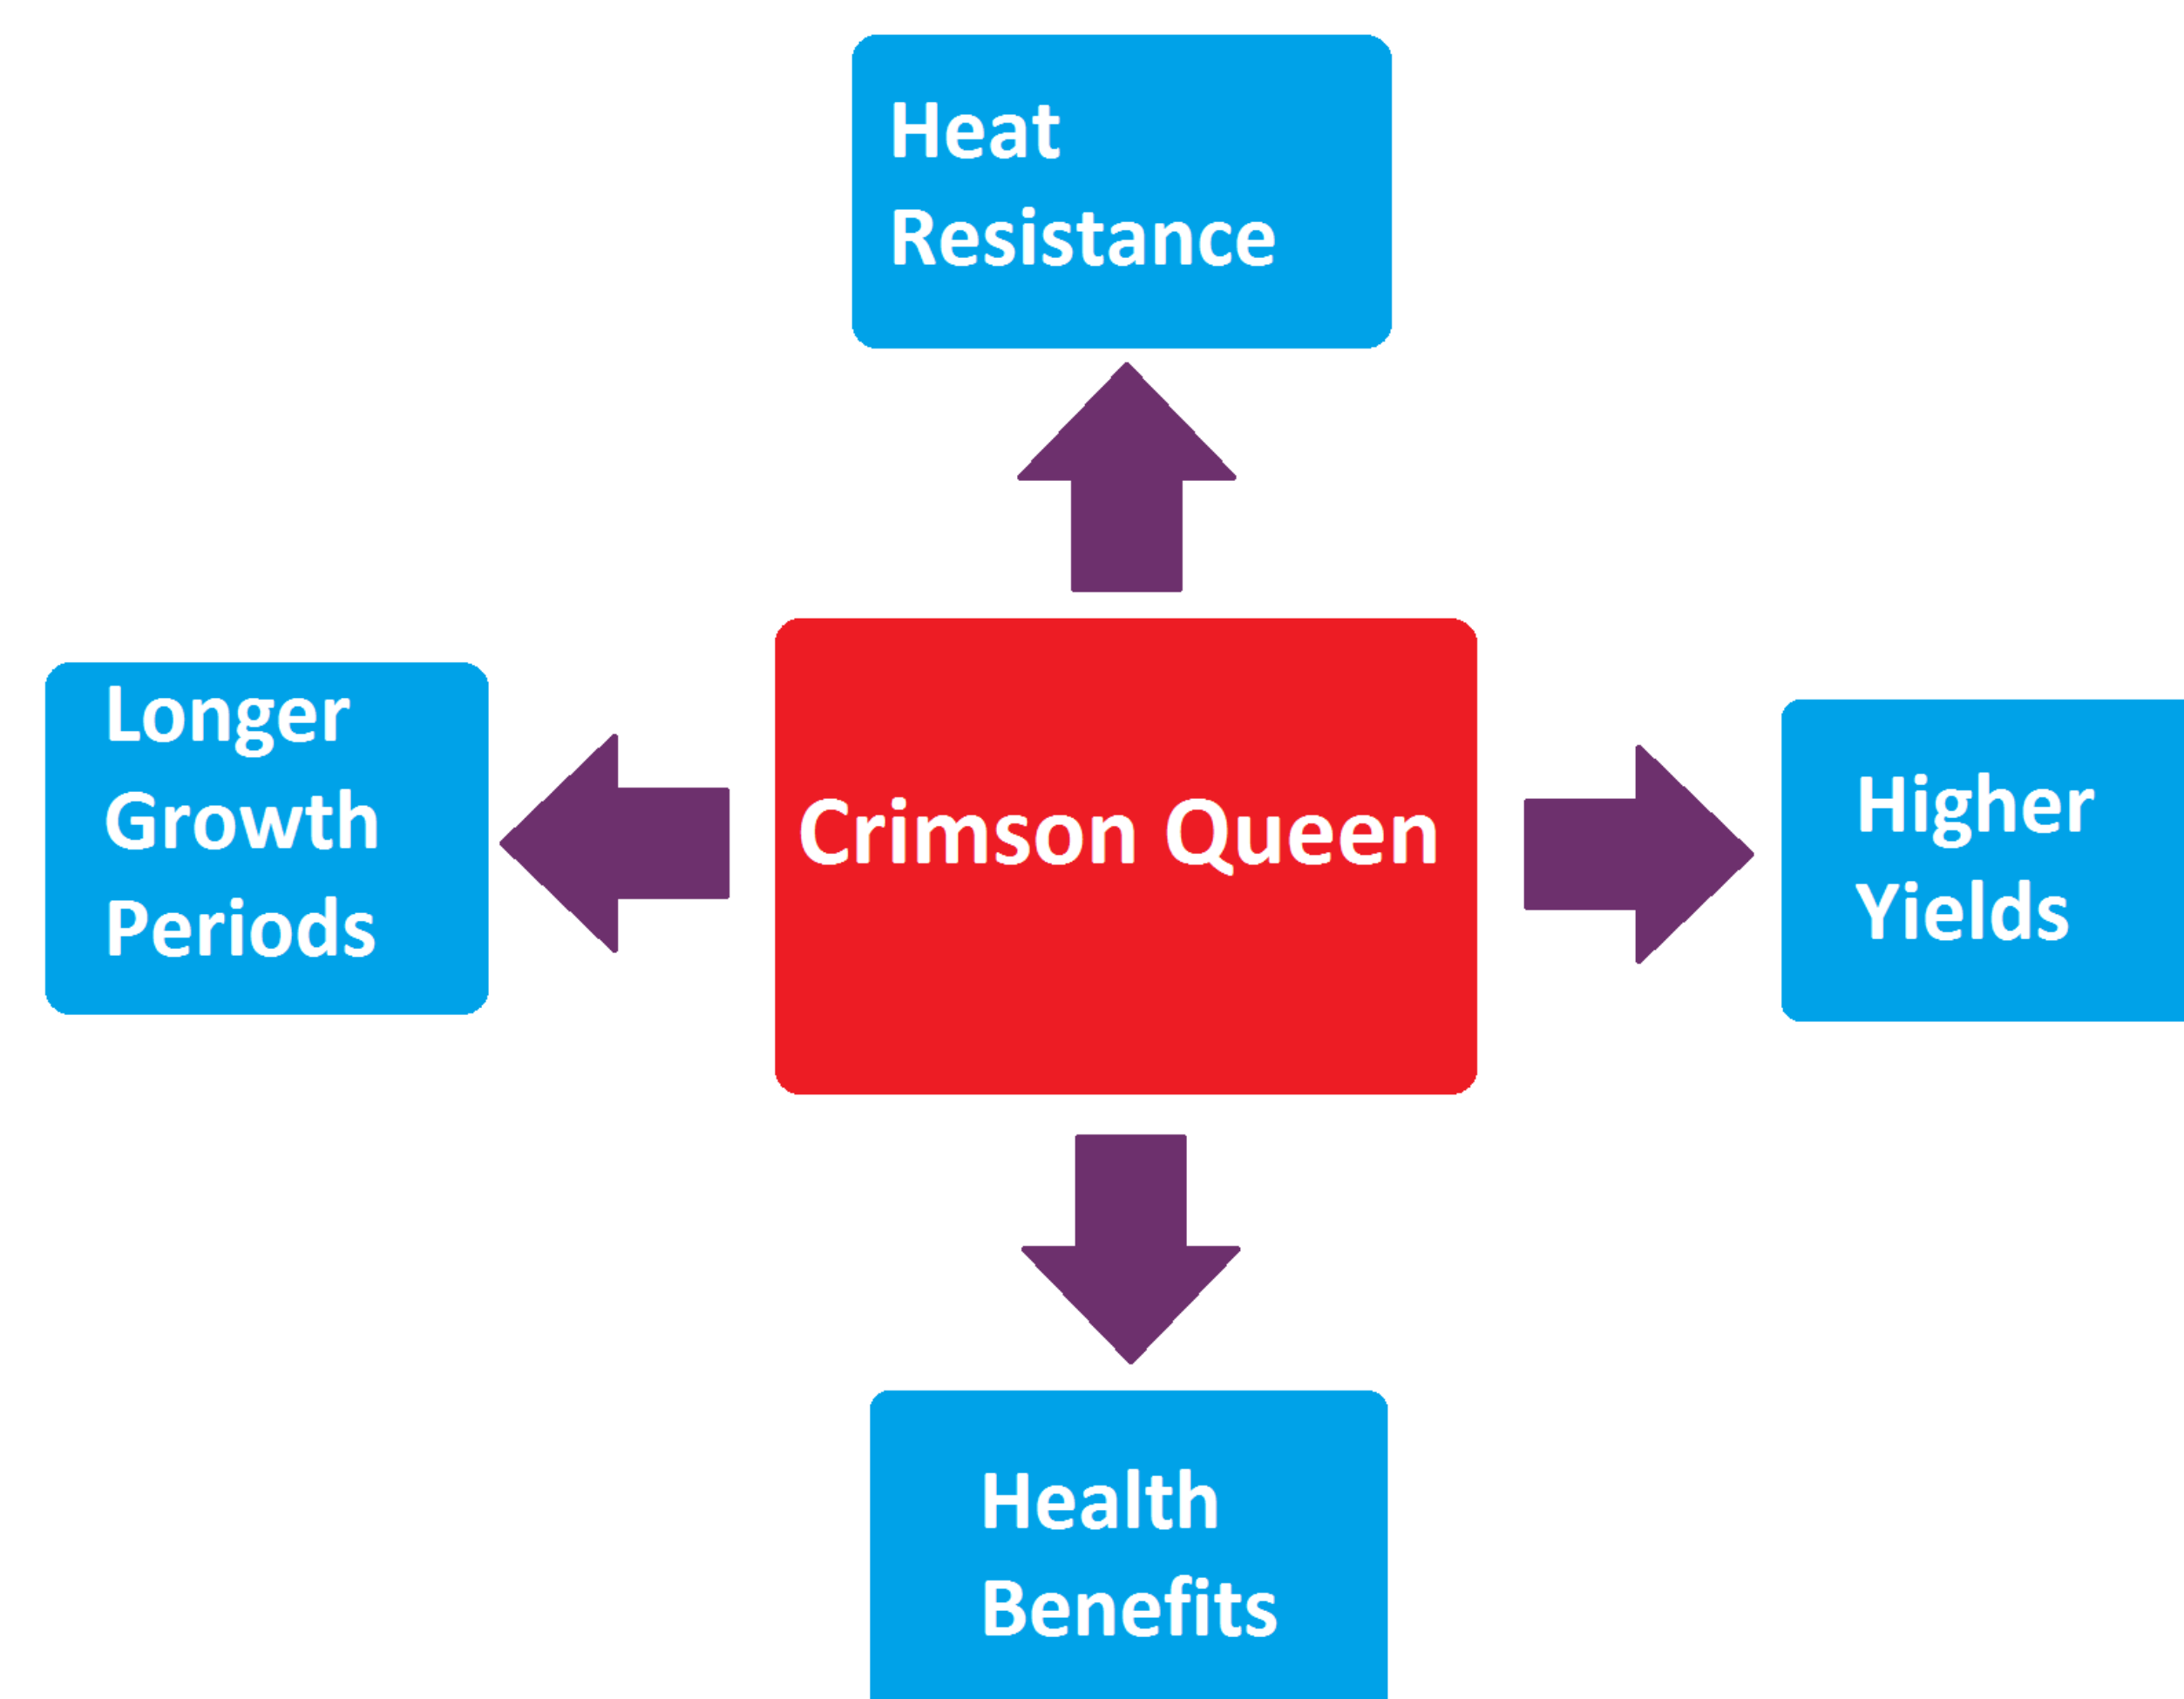 Heat
Resistance
Longer
Growth
Periods
Crimson Queen
Higher
Yields
Health
Benefits